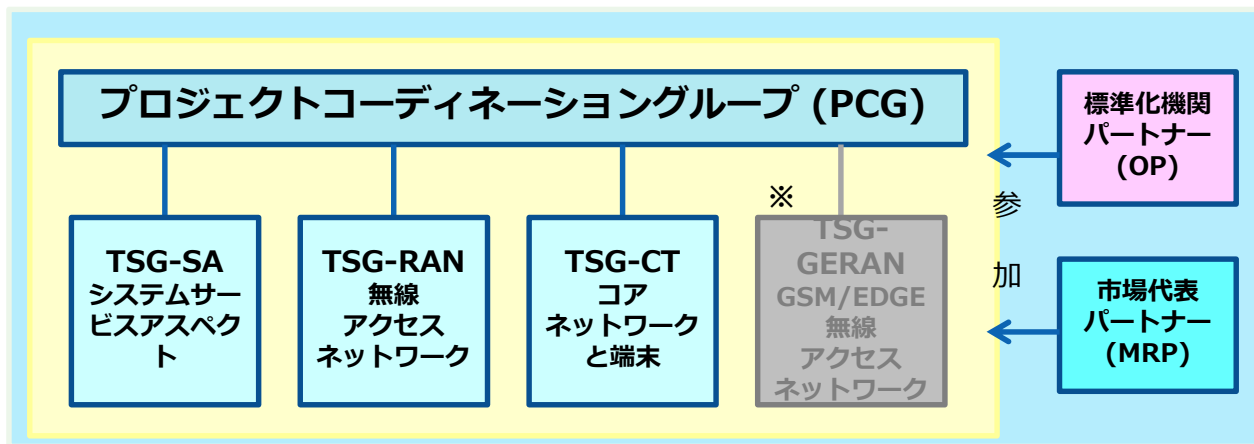 プロジェクトコーディネーショングループ (PCG)
※
TSG-SA
システムサー
ビスアスペク
ト
TSG-RAN
無線
アクセス
ネットワーク
TSG-CT
コア
ネットワーク
と端末
TSG-
GERAN
GSM/EDGE
無線
アクセス
ネットワーク
参
加
標準化機関
パートナー
(OP)
市場代表
パートナー
(MRP)